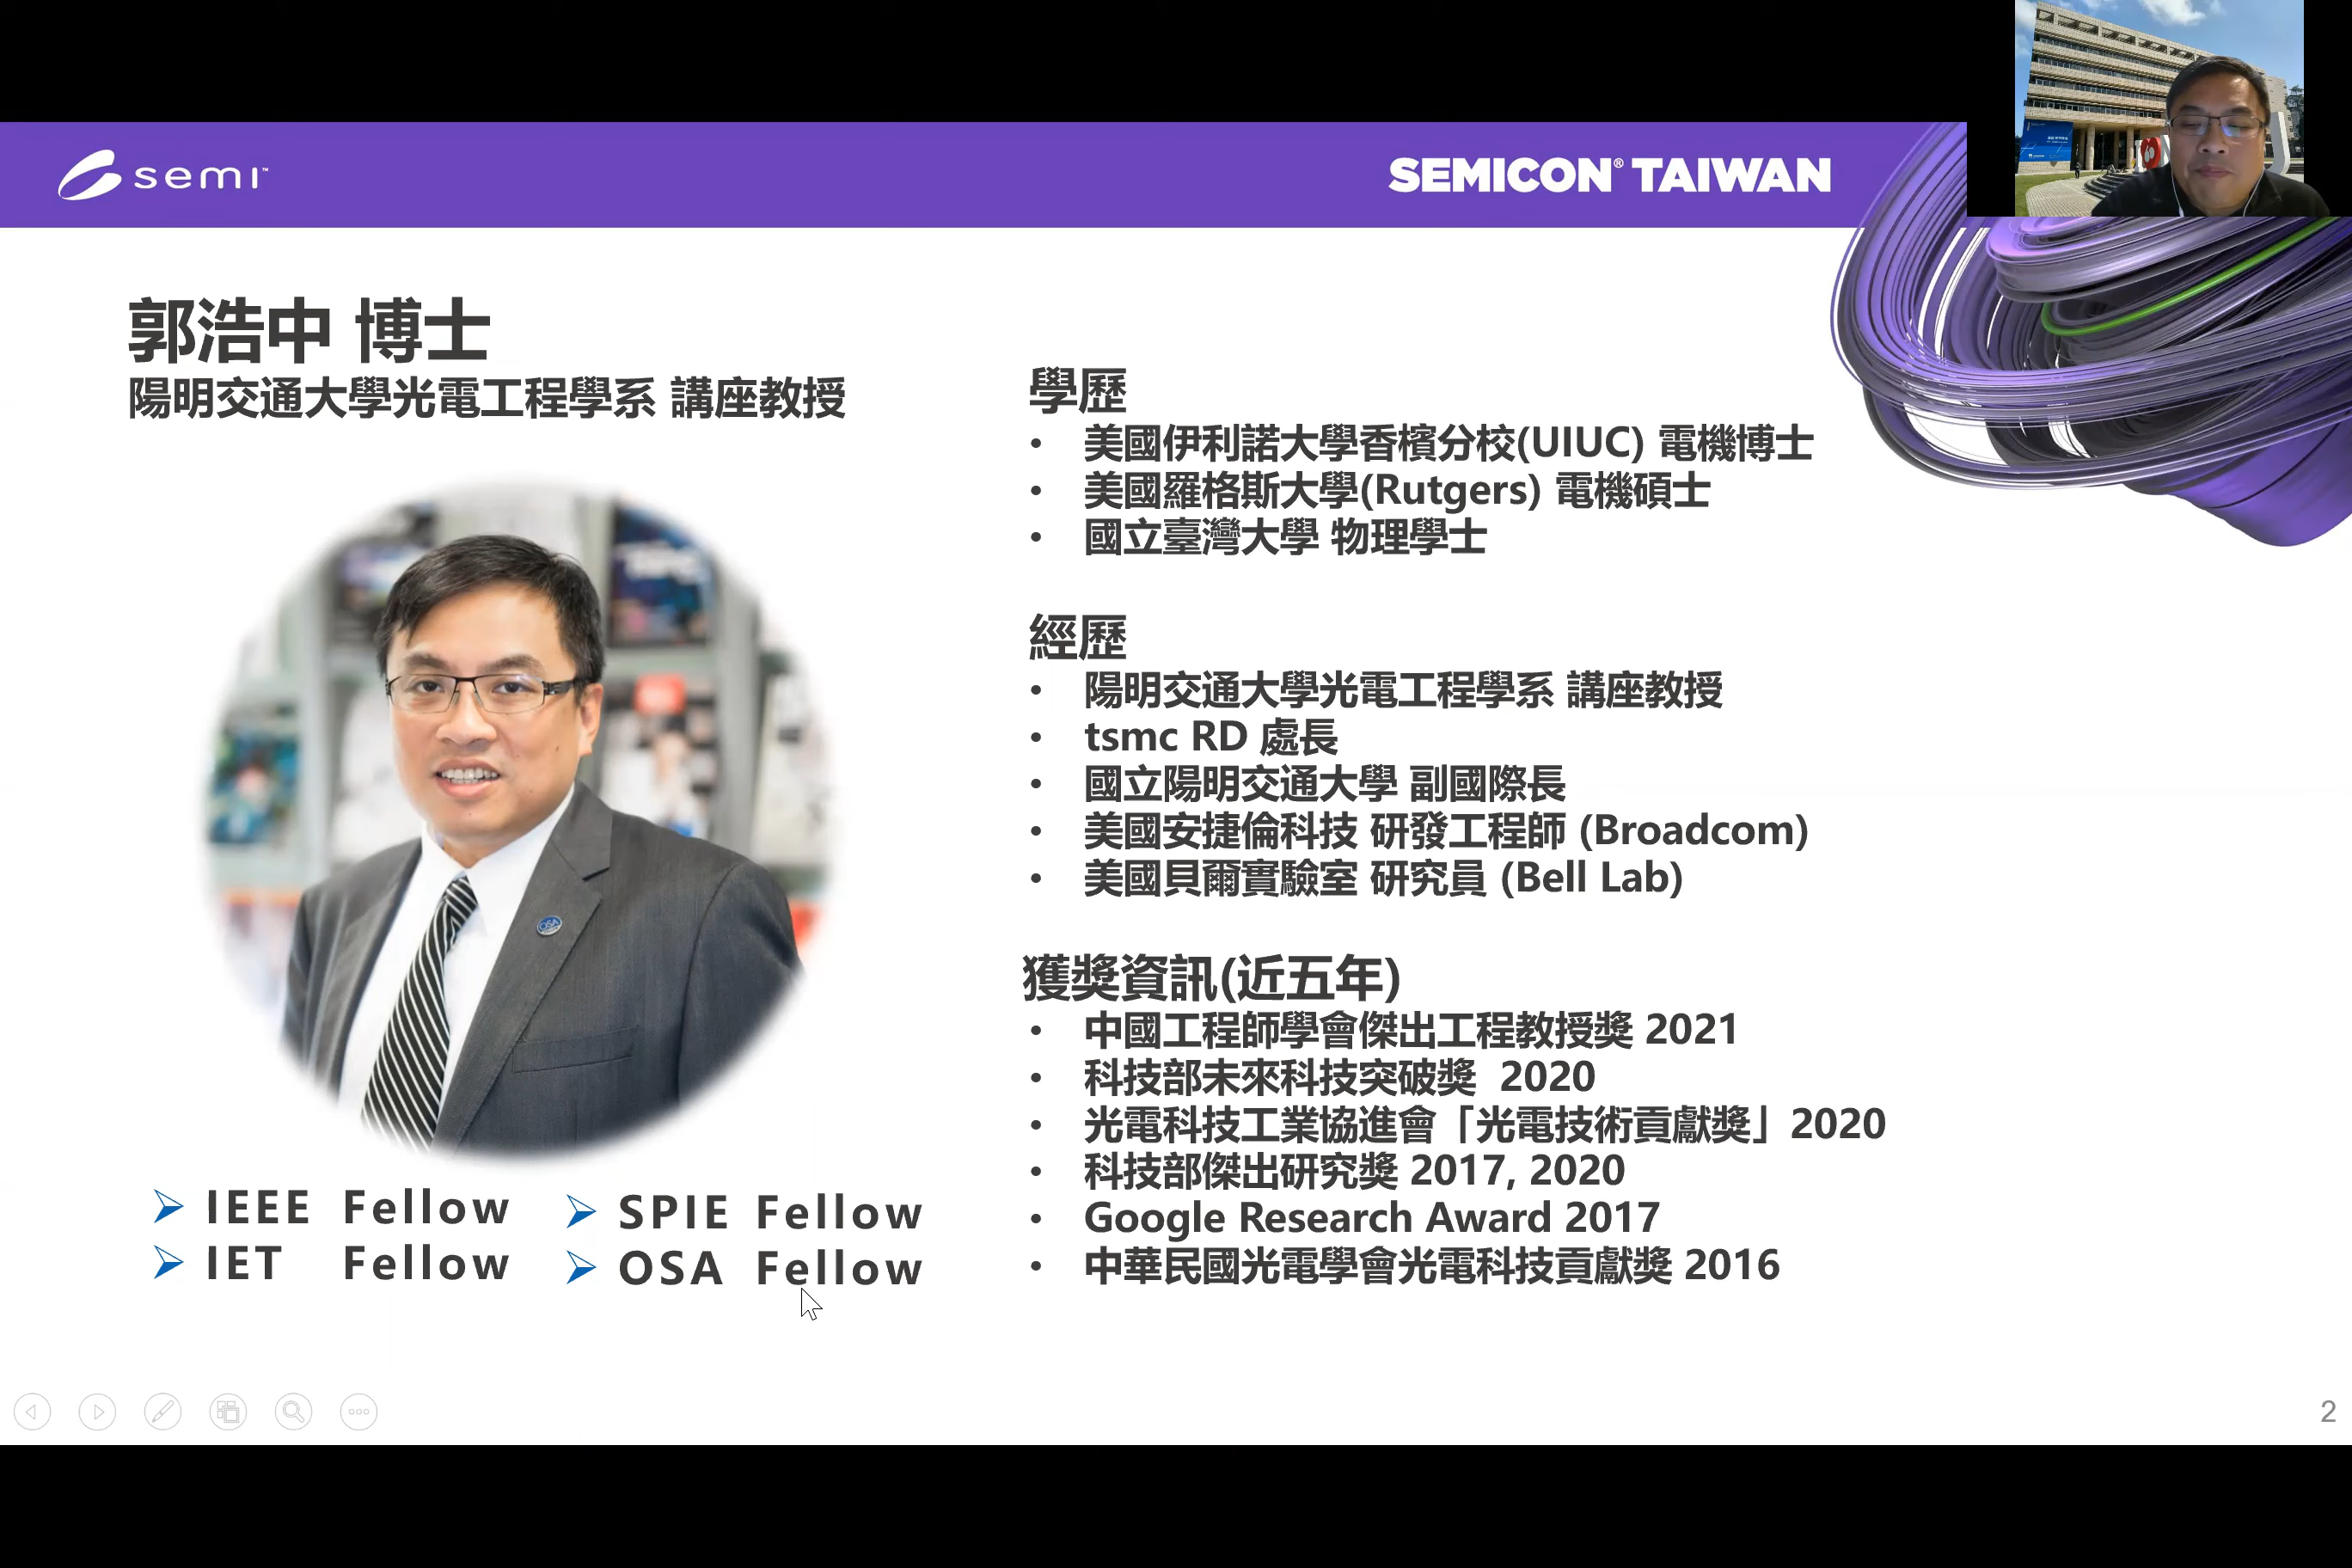 semi™
SEMICON® TAIWAN
郭浩中 博士
陽明交通大學光電工程學系 講座教授
OSA
➢ IEEE Fellow
➢ IET Fellow
➢ SPIE Fellow
➢ OSA Fellow
學歷
• 美國伊利諾大學香檳分校(UIUC) 電機博士
• 美國羅格斯大學(Rutgers) 電機碩士
• 國立臺灣大學 物理學士
經歷
• 陽明交通大學光電工程學系 講座教授
• tsmc RD 處長
• 國立陽明交通大學 副國際長
• 美國安捷倫科技 研發工程師 (Broadcom)
• 美國貝爾實驗室 研究員 (Bell Lab)
獲獎資訊(近五年)
• 中國工程師學會傑出工程教授獎 2021
• 科技部未來科技突破獎 2020
• 光電科技工業協進會「光電技術貢獻獎」2020
• 科技部傑出研究獎 2017, 2020
• Google Research Award 2017
• 中華民國光電學會光電科技貢獻獎 2016
2